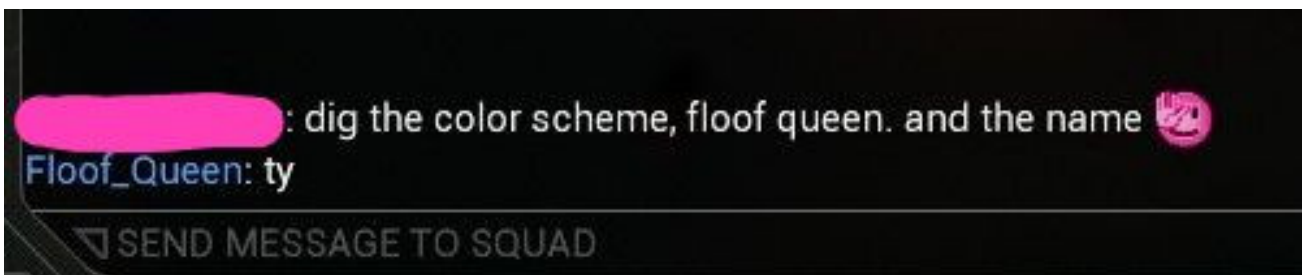 : dig the color scheme, floof queen. and the name
Floof_Queen: ty
SEND MESSAGE TO SQUAD